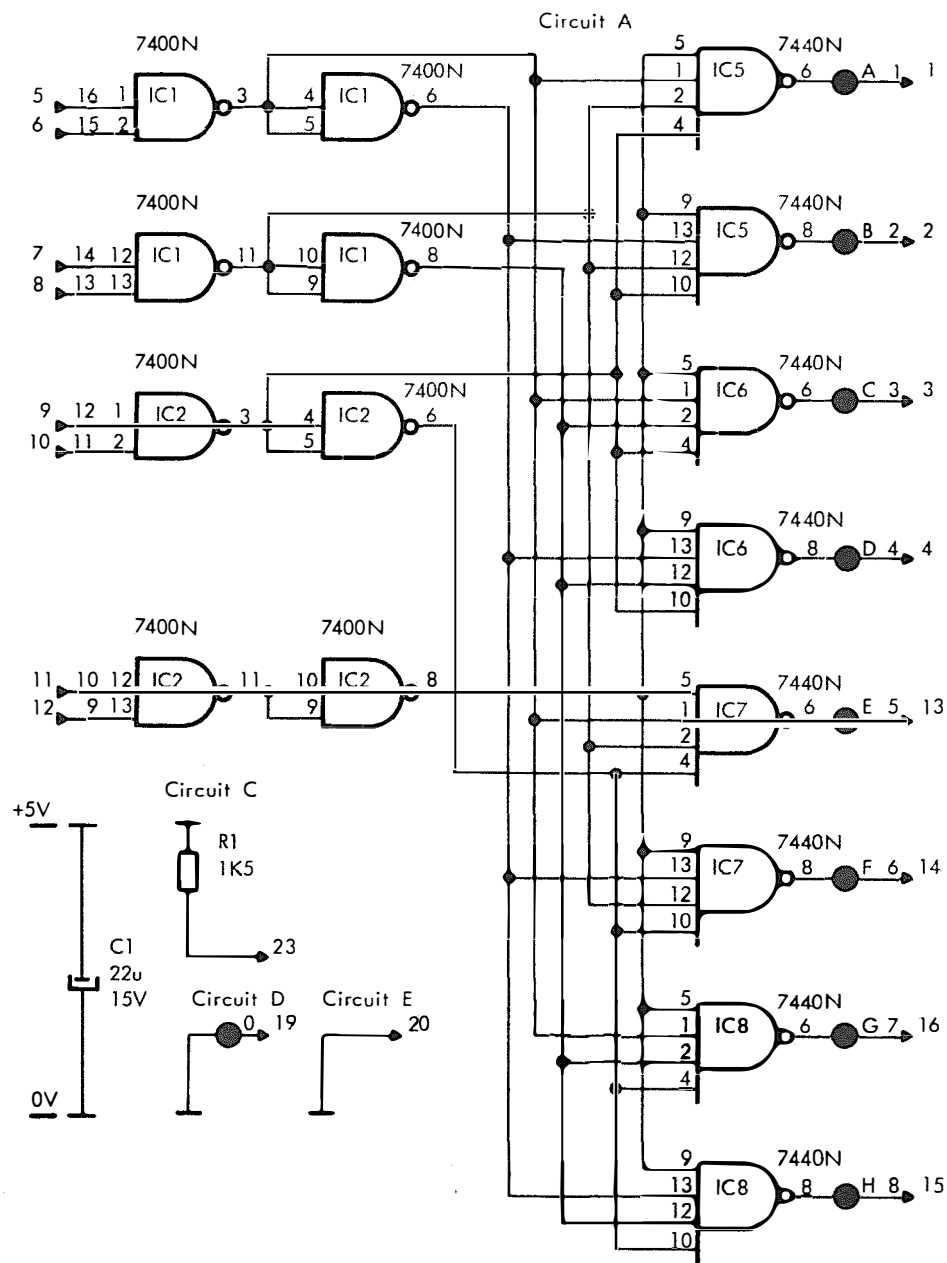 Circuit A
7400N
7400N
5 16 1 IC1 3 4 IC1 6
6 15 2 5
5 7440N
1 IC5 6 A 1 1
2
4
7400N
7400N
7 14 12 IC1 11 10 IC1 8
8 13 13 9
9 7440N
13 IC5 8 B 2 2
12
10
7400N
7400N
9 12 1 IC2 3 4 IC2 6
10 11 2 5
5 7440N
1 IC6 6 C 3 3
2
4
9 7440N
13 IC6 8 D 4 4
12
10
7400N 7400N
11 10 12 IC2 11 10 IC2 8
12 9 13 9
5 7440N
1 IC7 6 E 5 13
2
4
Circuit C
+5V
R1
1K5
9 7440N
13 IC7 8 F 6 14
12
10
23
C1
22u
15V
Circuit D Circuit E
0 19 20
0V
5 7440N
1 IC8 6 G 7 16
2
4
9 7440N
13 IC8 8 H 8 15
12
10